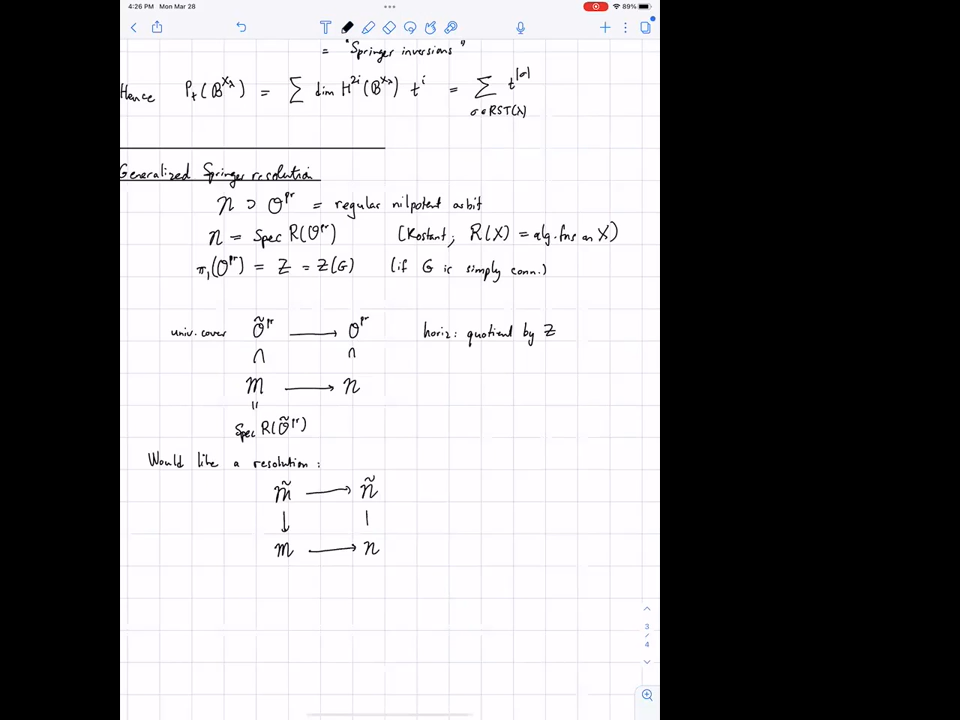 4:26 PM Mon Mar 28
89%
= "Springer inversions"
Hence P_t(B^{X_λ}) = ∑ dim H^{2i}(B^{X_λ}) t^i = ∑_{σ∈RST(λ)} t^{|σ|}
Generalized Springer resolution
N ⊃ O^{pr} = regular nilpotent orbit
N = Spec R(O^{pr}) (Kostant; R(X) = alg. fns on X)
π_1(O^{pr}) = Z = Z(G) (if G is simply conn.)
univ. cover Õ^{pr} ⟶ O^{pr} horiz: quotient by Z
∩ ∩
M ⟶ N
=
Spec R(Õ^{pr})
Would like a resolution:
M̃ ⟶ Ñ
↓ |
M ⟶ N
3
/
4